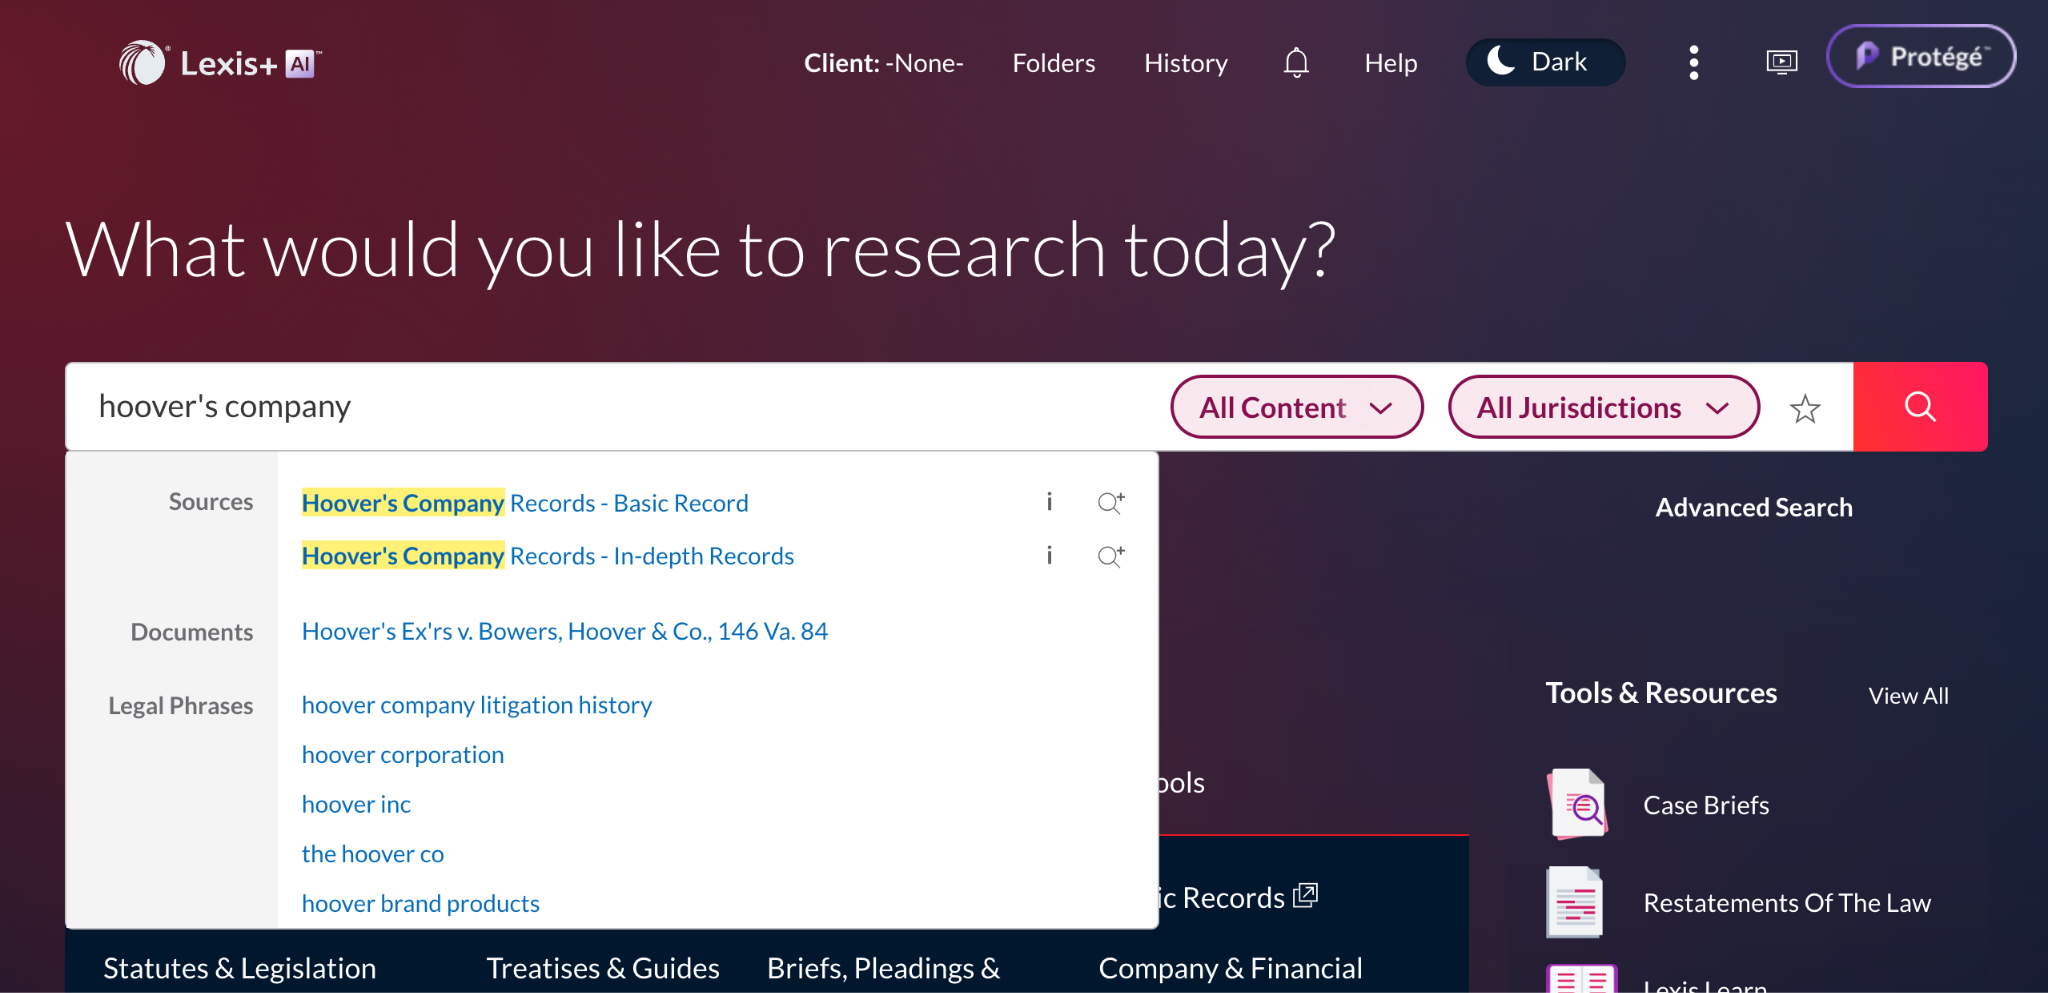 Lexis+ AI™
Client: -None- Folders History Help Dark Protégé™
What would you like to research today?
hoover's company All Content All Jurisdictions
Sources Hoover's Company Records - Basic Record i
Hoover's Company Records - In-depth Records i
Advanced Search
Documents Hoover's Ex'rs v. Bowers, Hoover & Co., 146 Va. 84
Legal Phrases hoover company litigation history
hoover corporation
hoover inc
the hoover co
hoover brand products
Tools & Resources View All
ools
Case Briefs
ic Records
Restatements Of The Law
Statutes & Legislation Treatises & Guides Briefs, Pleadings & Company & Financial
Lexis Learn